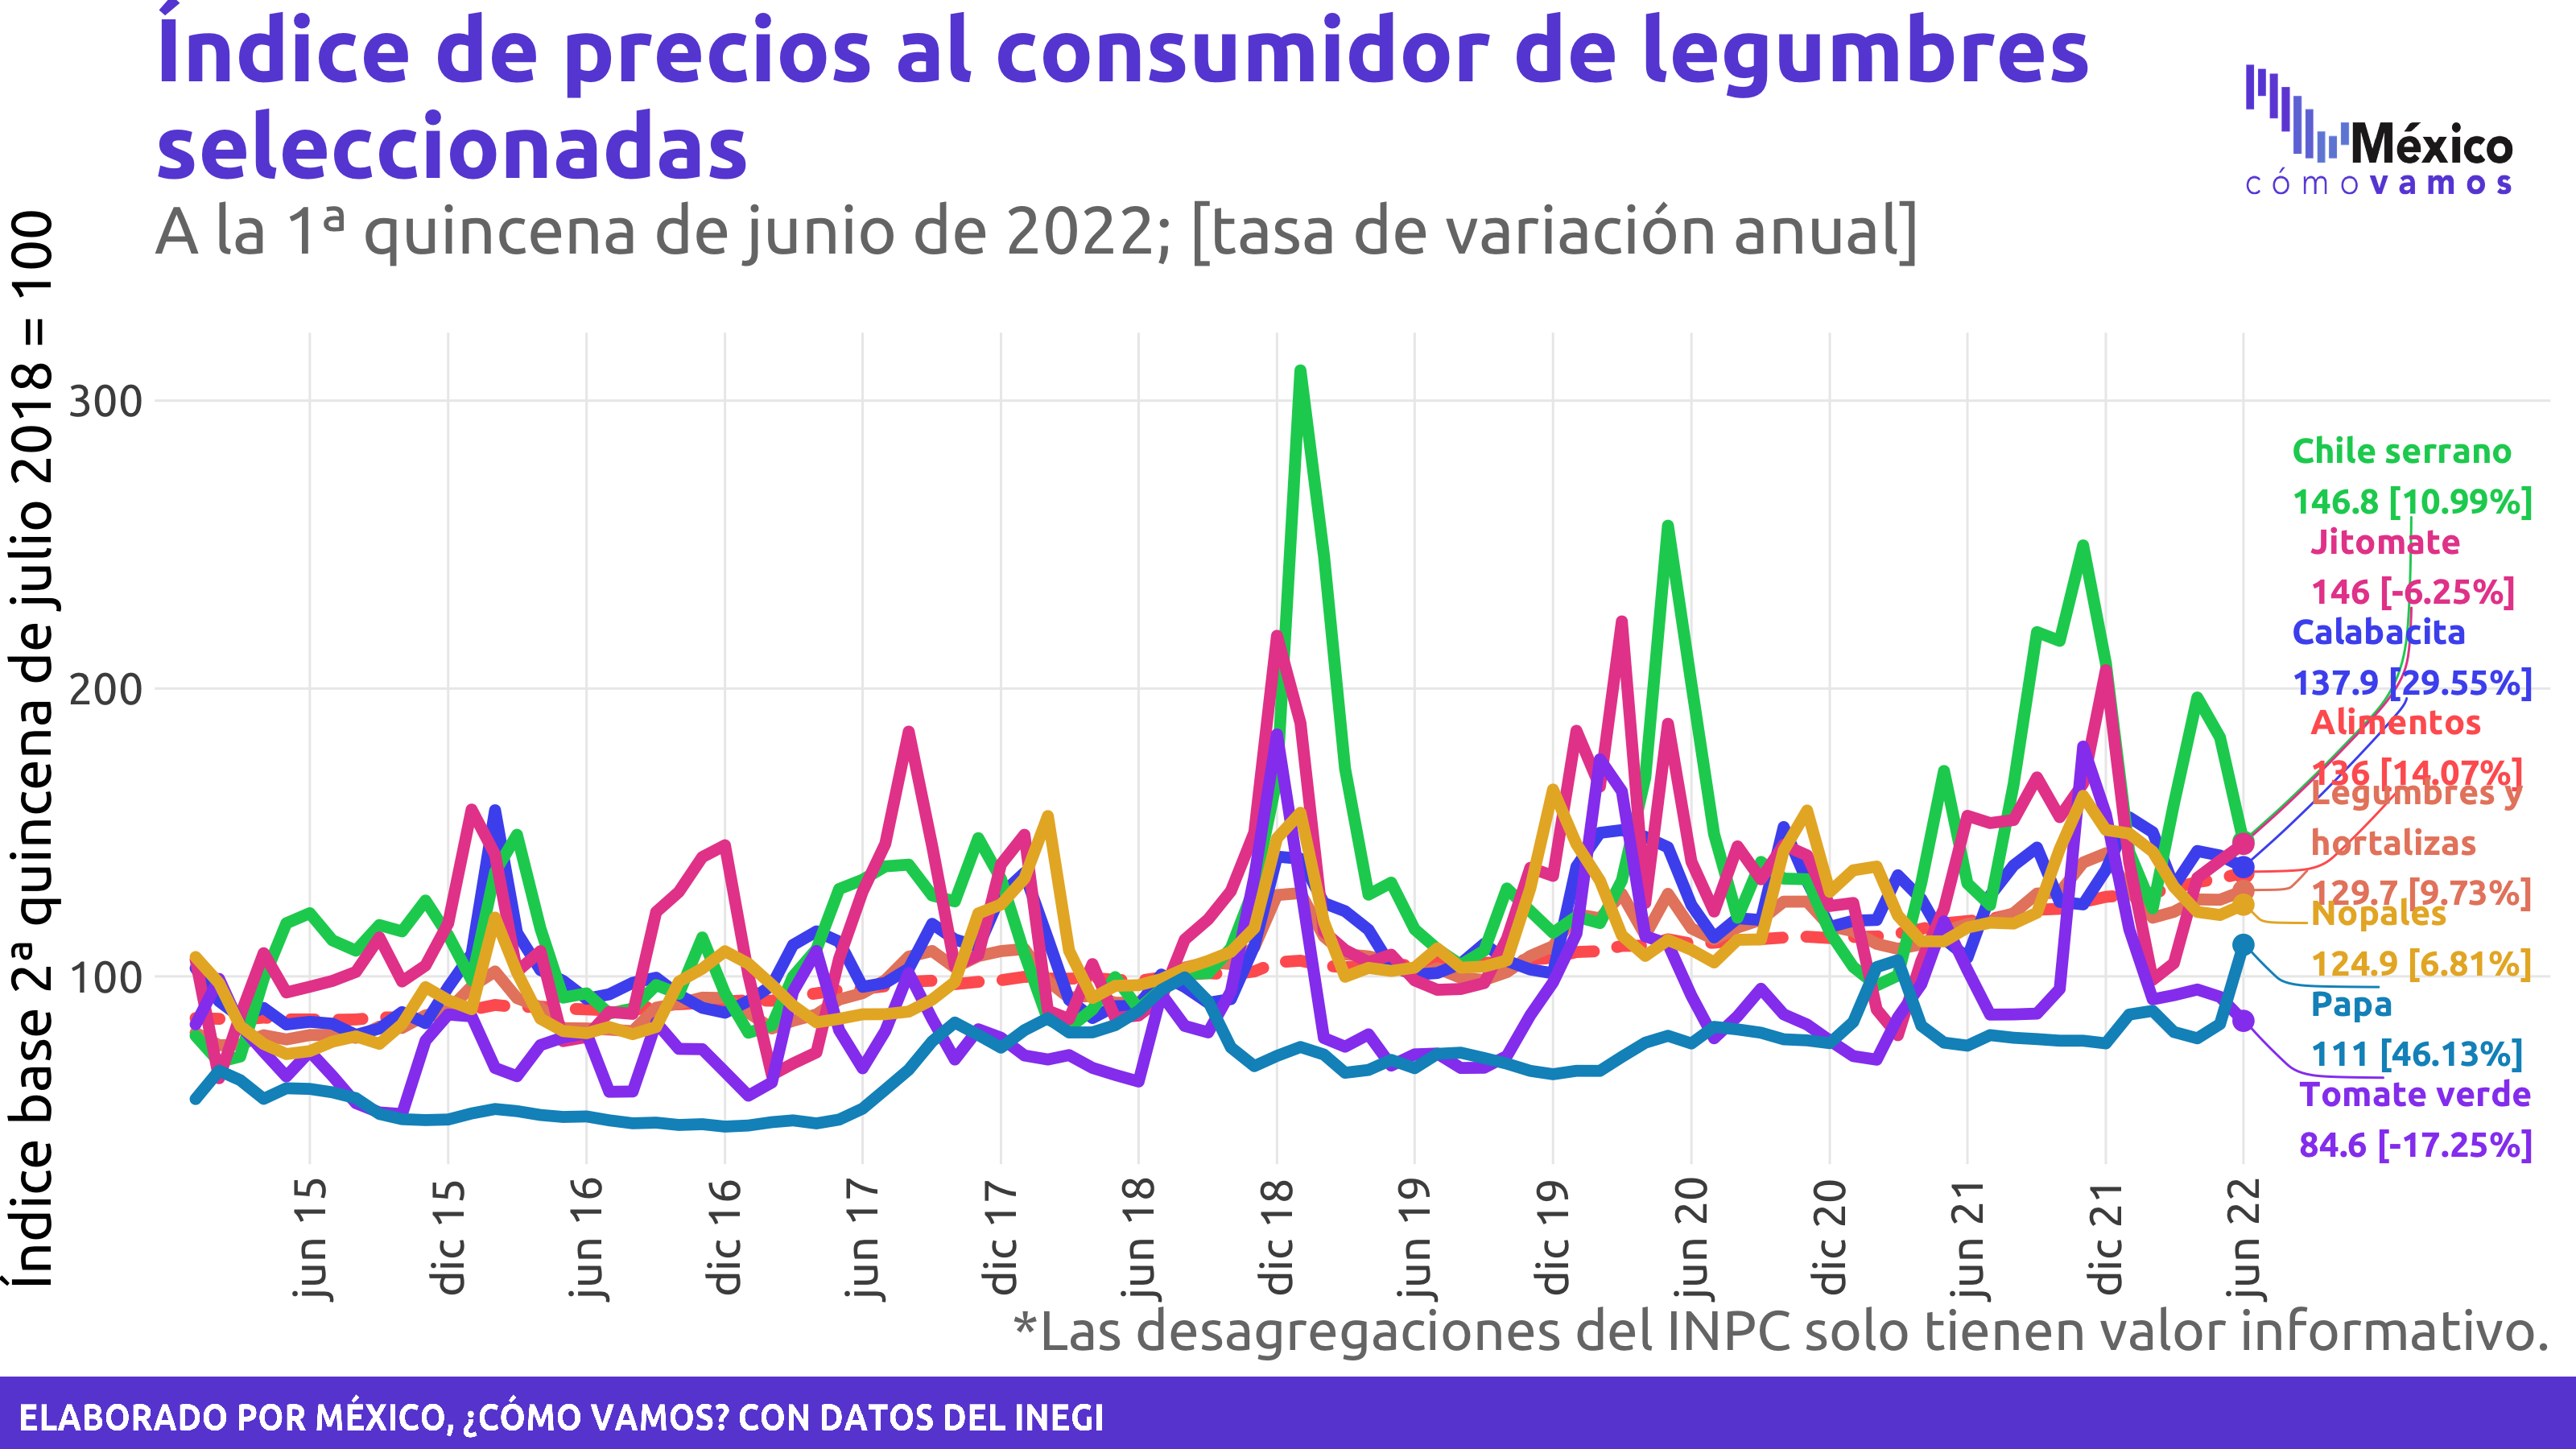 Índice de precios al consumidor de legumbres
seleccionadas
A la 1ª quincena de junio de 2022; [tasa de variación anual]
México
cómo vamos
Índice base 2ª quincena de julio 2018 = 100
300
200
100
Chile serrano
146.8 [10.99%]
Jitomate
146 [-6.25%]
Calabacita
137.9 [29.55%]
Alimentos
136 [14.07%]
Legumbres y
hortalizas
129.7 [9.73%]
Nopales
124.9 [6.81%]
Papa
111 [46.13%]
Tomate verde
84.6 [-17.25%]
jun 15
dic 15
jun 16
dic 16
jun 17
dic 17
jun 18
dic 18
jun 19
dic 19
jun 20
dic 20
jun 21
dic 21
jun 22
*Las desagregaciones del INPC solo tienen valor informativo.
ELABORADO POR MÉXICO, ¿CÓMO VAMOS? CON DATOS DEL INEGI